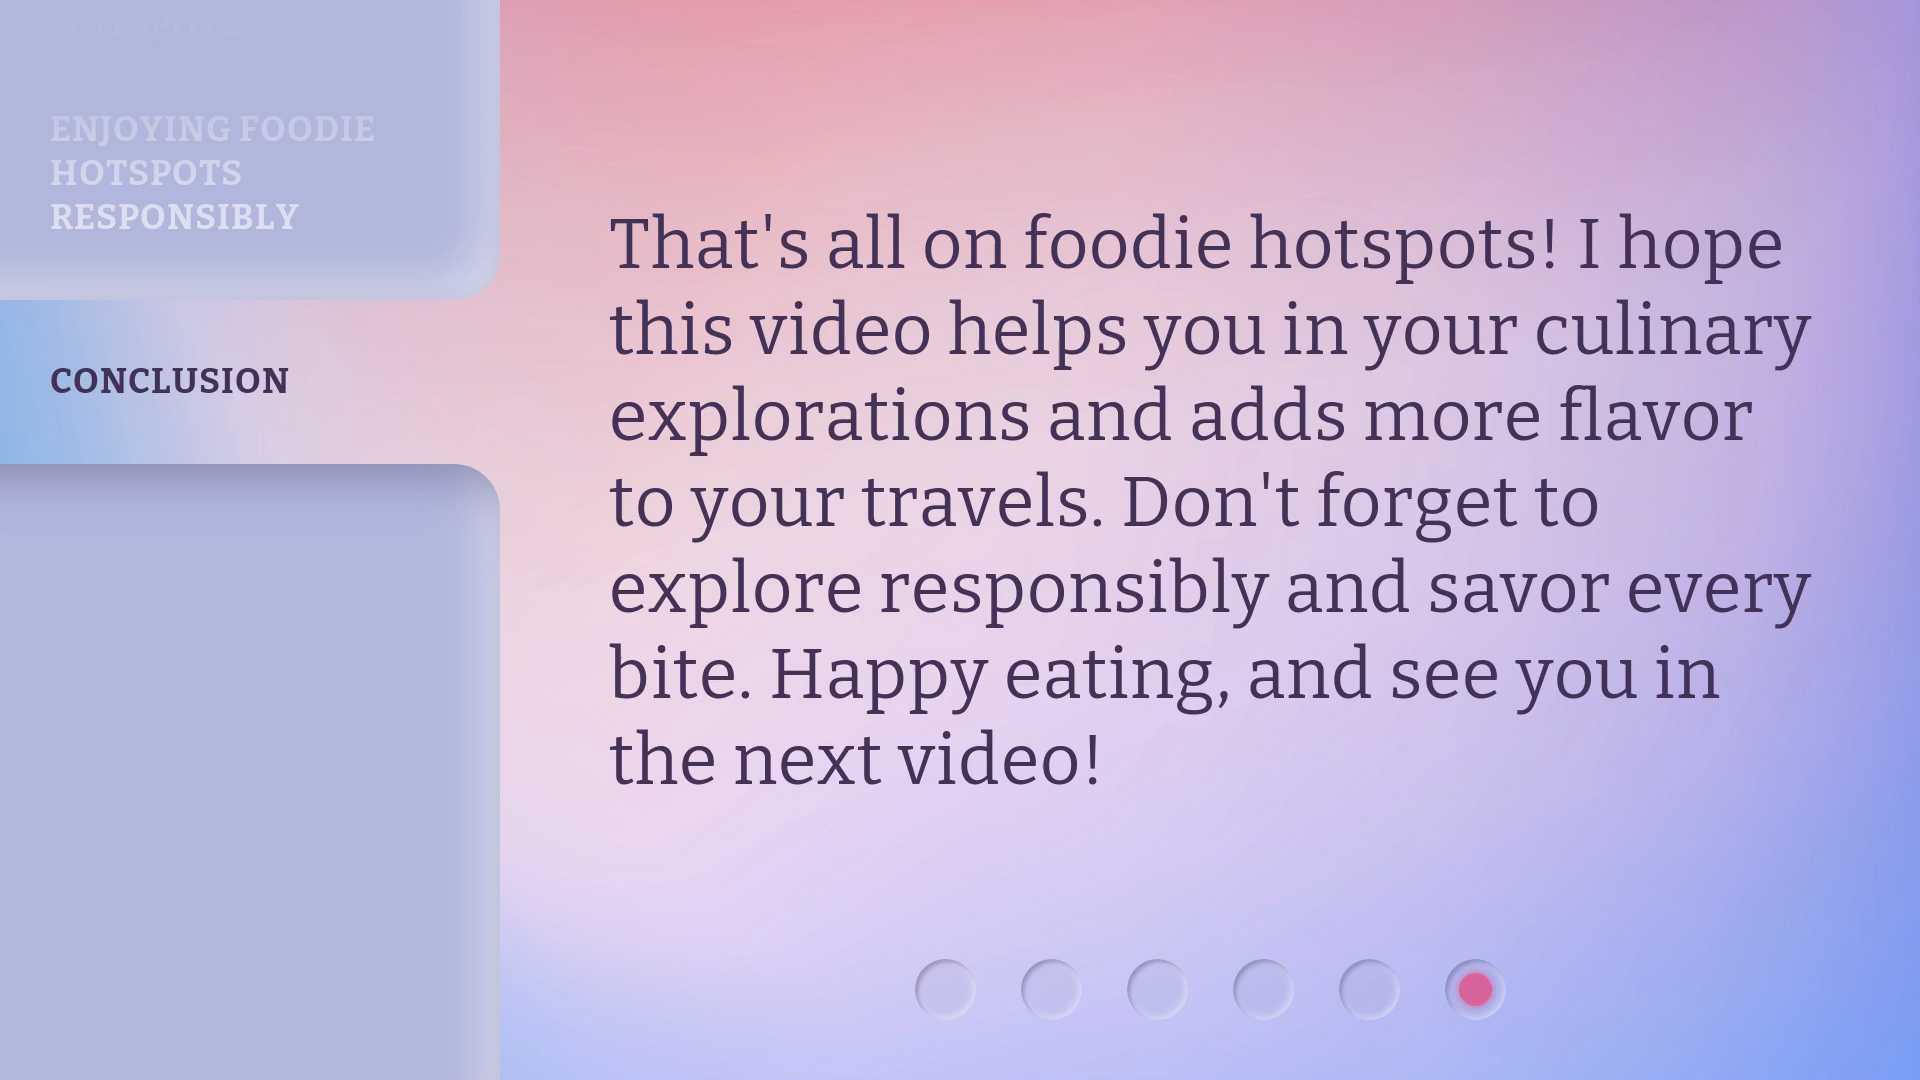 HOTSPOTS
ENJOYING FOODIE
HOTSPOTS
RESPONSIBLY
CONCLUSION
That's all on foodie hotspots! I hope
this video helps you in your culinary
explorations and adds more flavor
to your travels. Don't forget to
explore responsibly and savor every
bite. Happy eating, and see you in
the next video!